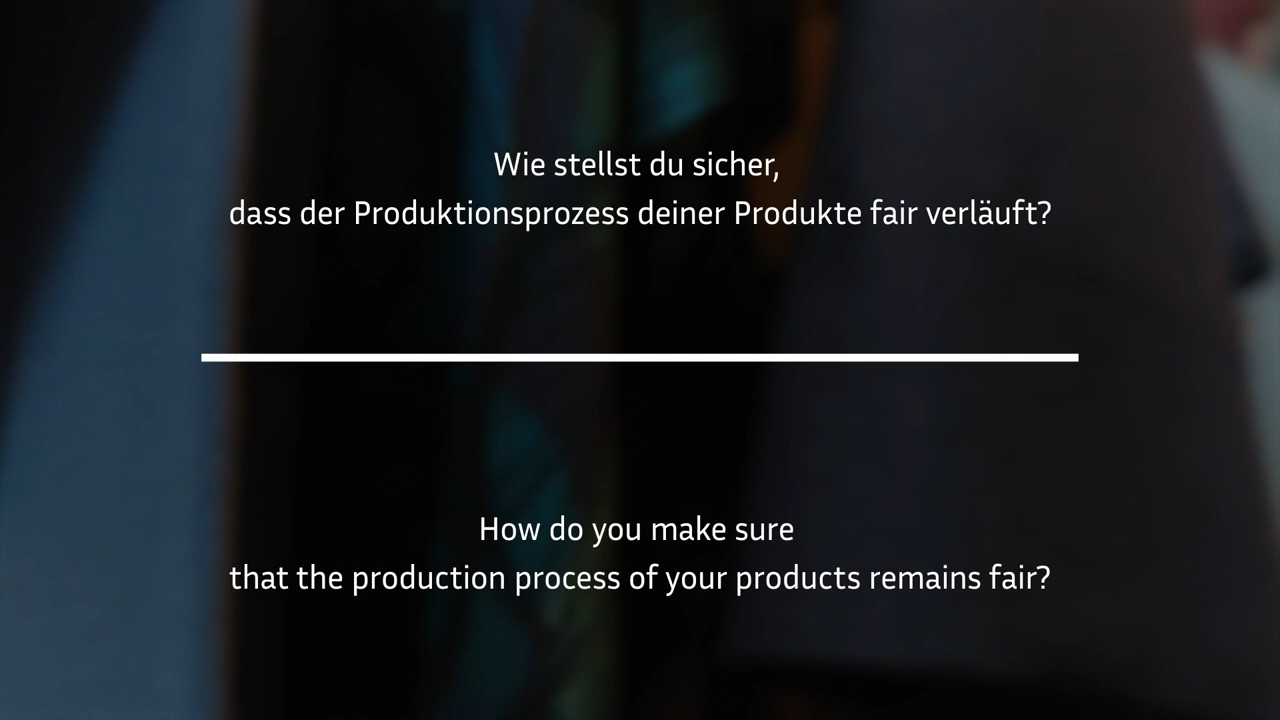 Wie stellst du sicher,
dass der Produktionsprozess deiner Produkte fair verläuft?
How do you make sure
that the production process of your products remains fair?